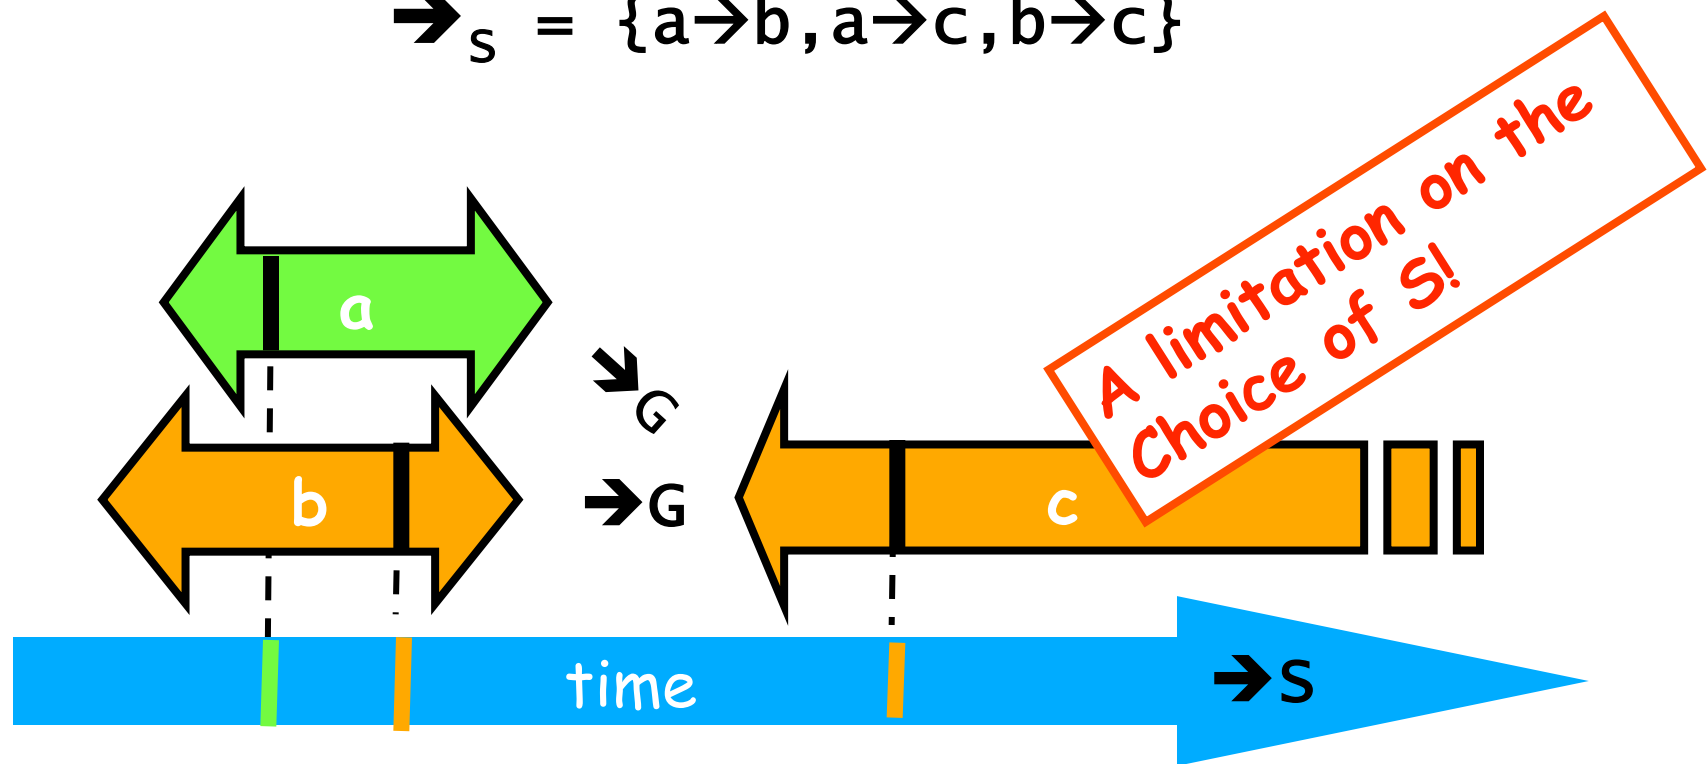 ➔s = {a→b,a→c,b→c}
A limitation on the
Choice of S!
a
➔G
b
➔G
c
time
➔S